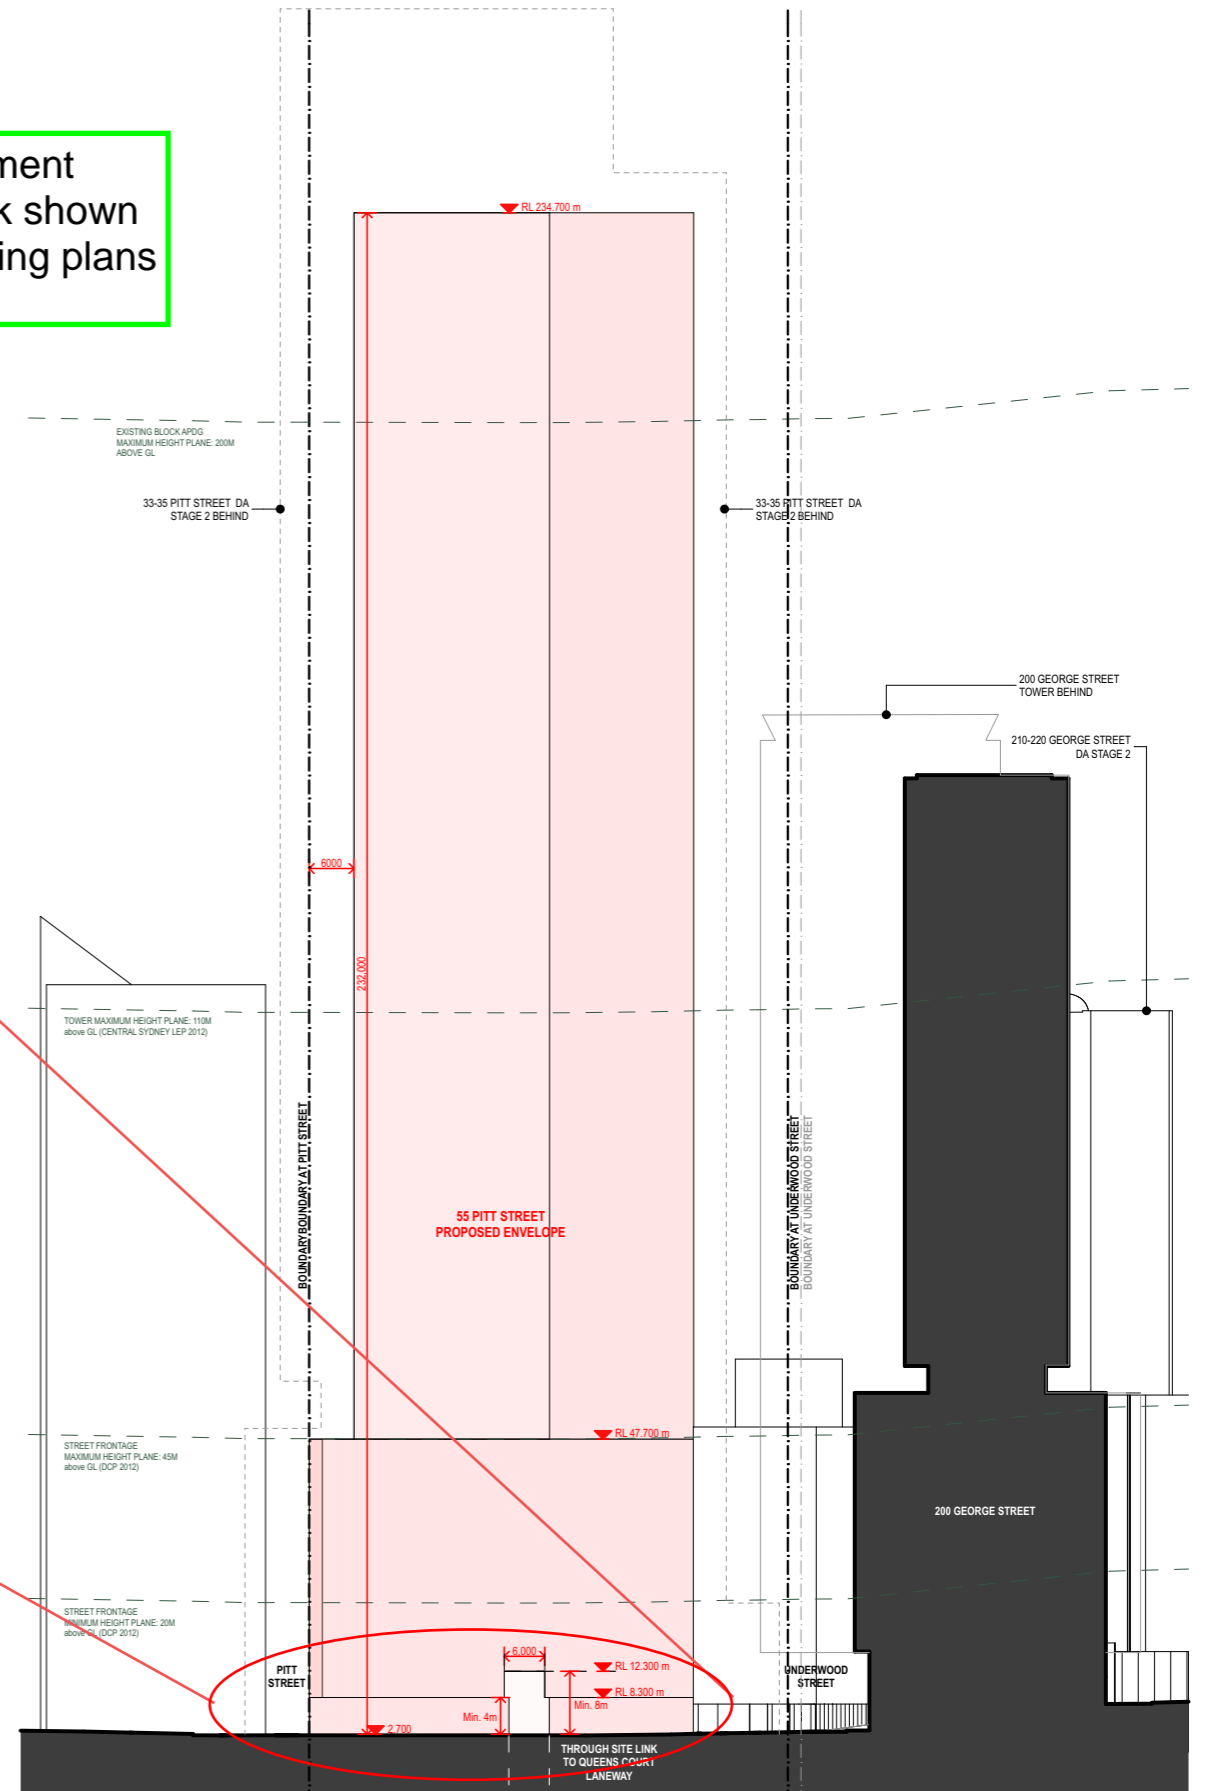 ment
k shown
ing plans
RL 234.700 m
EXISTING BLOCK APDG
MAXIMUM HEIGHT PLANE: 200M
ABOVE GL
33-35 PITT STREET DA
STAGE 2 BEHIND
33-35 PITT STREET DA
STAGE 2 BEHIND
200 GEORGE STREET
TOWER BEHIND
210-220 GEORGE STREET
DA STAGE 2
6000
232,000
TOWER MAXIMUM HEIGHT PLANE: 110M
above GL (CENTRAL SYDNEY LEP 2012)
BOUNDARYBOUNDARY AT PITT STREET
BOUNDARY AT UNDERWOOD STREET
BOUNDARY AT UNDERWOOD STREET
55 PITT STREET
PROPOSED ENVELOPE
RL 47.700 m
STREET FRONTAGE
MAXIMUM HEIGHT PLANE: 45M
above GL (DCP 2012)
200 GEORGE STREET
STREET FRONTAGE
MINIMUM HEIGHT PLANE: 20M
above GL (DCP 2012)
PITT
STREET
6,000
RL 12.300 m
RL 8.300 m
Min. 4m
Min. 8m
2.700
UNDERWOOD
STREET
THROUGH SITE LINK
TO QUEENS COURT
LANEWAY